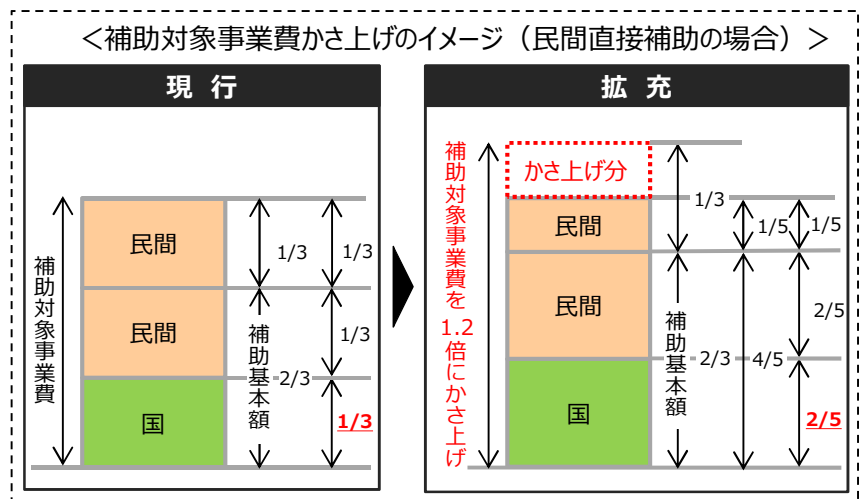 ＜補助対象事業費かさ上げのイメージ（民間直接補助の場合）＞
現 行
補助対象事業費
民間
民間
国
1/3
補助基本額
2/3
1/3
1/3
1/3
拡 充
補助対象事業費を1.2倍にかさ上げ
かさ上げ分
民間
民間
国
1/3
補助基本額
2/3
1/5
4/5
1/5
2/5
2/5